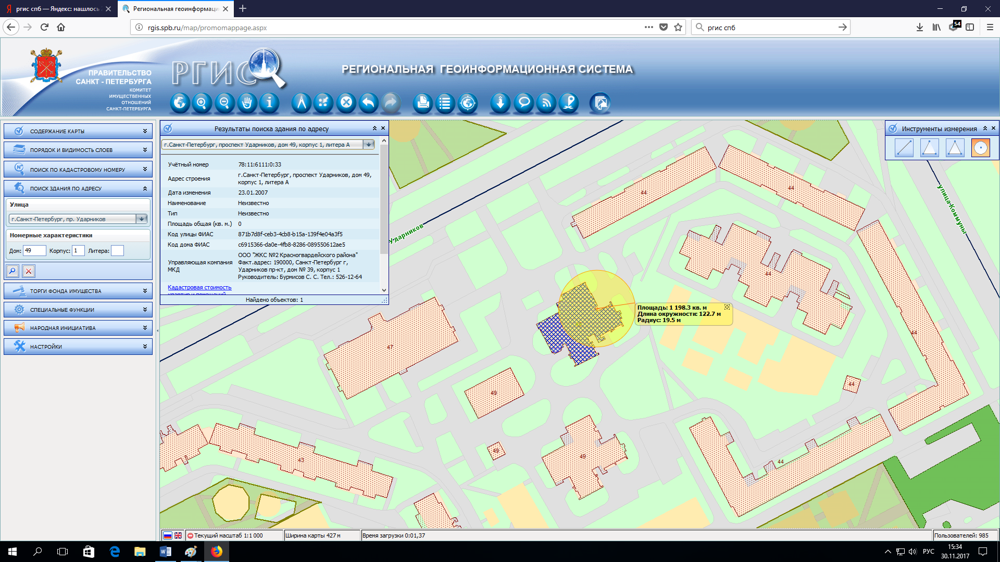 ргис спб — Яндекс: нашлось
Региональная геоинформаци
rgis.spb.ru/map/promomappage.aspx
ргис спб
54
ПРАВИТЕЛЬСТВО
САНКТ - ПЕТЕРБУРГА
КОМИТЕТ
ИМУЩЕСТВЕННЫХ
ОТНОШЕНИЙ
САНКТ-ПЕТЕРБУРГА
РГИС
РЕГИОНАЛЬНАЯ ГЕОИНФОРМАЦИОННАЯ СИСТЕМА
СОДЕРЖАНИЕ КАРТЫ
ПОРЯДОК И ВИДИМОСТЬ СЛОЕВ
ПОИСК ПО КАДАСТРОВОМУ НОМЕРУ
ПОИСК ЗДАНИЯ ПО АДРЕСУ
Улица
г.Санкт-Петербург, пр. Ударников
Номерные характеристики
Дом: 49 Корпус: 1 Литера:
ТОРГИ ФОНДА ИМУЩЕСТВА
СПЕЦИАЛЬНЫЕ ФУНКЦИИ
НАРОДНАЯ ИНИЦИАТИВА
НАСТРОЙКИ
Результаты поиска здания по адресу
г.Санкт-Петербург, проспект Ударников, дом 49, корпус 1, литера А
Учётный номер 78:11:6111:0:33
Адрес строения г.Санкт-Петербург, проспект Ударников, дом 49, корпус 1, литера А
Дата изменения 23.01.2007
Наименование Неизвестно
Тип Неизвестно
Площадь общая (кв. м.) 0
Код улицы ФИАС 871b7d8f-ceb3-4cb8-b15a-139f4e04a3f5
Код дома ФИАС c6915366-da0e-4fb8-8286-089550612ae5
Управляющая компания МКД ООО "ЖКС №2 Красногвардейского района"
Факт.адрес: 190000, Санкт-Петербург г,
Ударников пр-кт, дом № 39, корпус 1
Руководитель: Бурмисов С. С. Тел.: 526-12-64
Кадастровая стоимость
квартир и помещений
Найдено объектов: 1
Инструменты измерения
Ударников
улица Коммуны
44
44
44
44
44
44
47
49
49
49
43
Площадь: 1 198.3 кв. м
Длина окружности: 122.7 м
Радиус: 19.5 м
Текущий масштаб 1:1 000
Ширина карты 427 м
Время загрузки 0:01,37
Пользователей: 985
РУС
15:34
30.11.2017